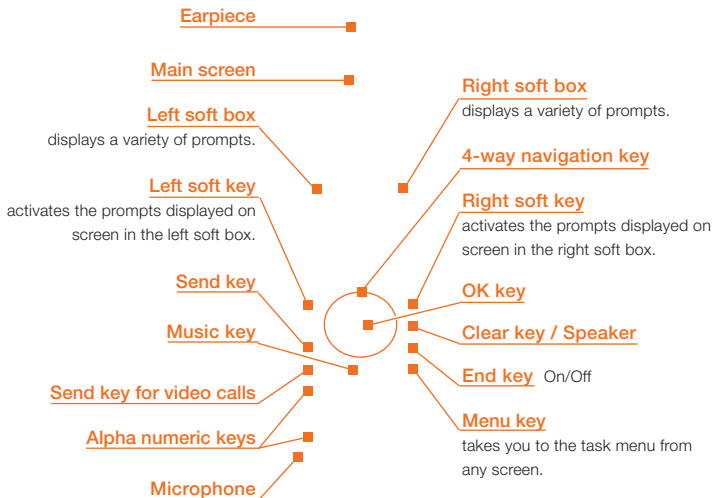 Earpiece
Main screen
Left soft box
displays a variety of prompts.
Left soft key
activates the prompts displayed on
screen in the left soft box.
Send key
Music key
Send key for video calls
Alpha numeric keys
Microphone
Right soft box
displays a variety of prompts.
4-way navigation key
Right soft key
activates the prompts displayed on
screen in the right soft box.
OK key
Clear key / Speaker
End key On/Off
Menu key
takes you to the task menu from
any screen.